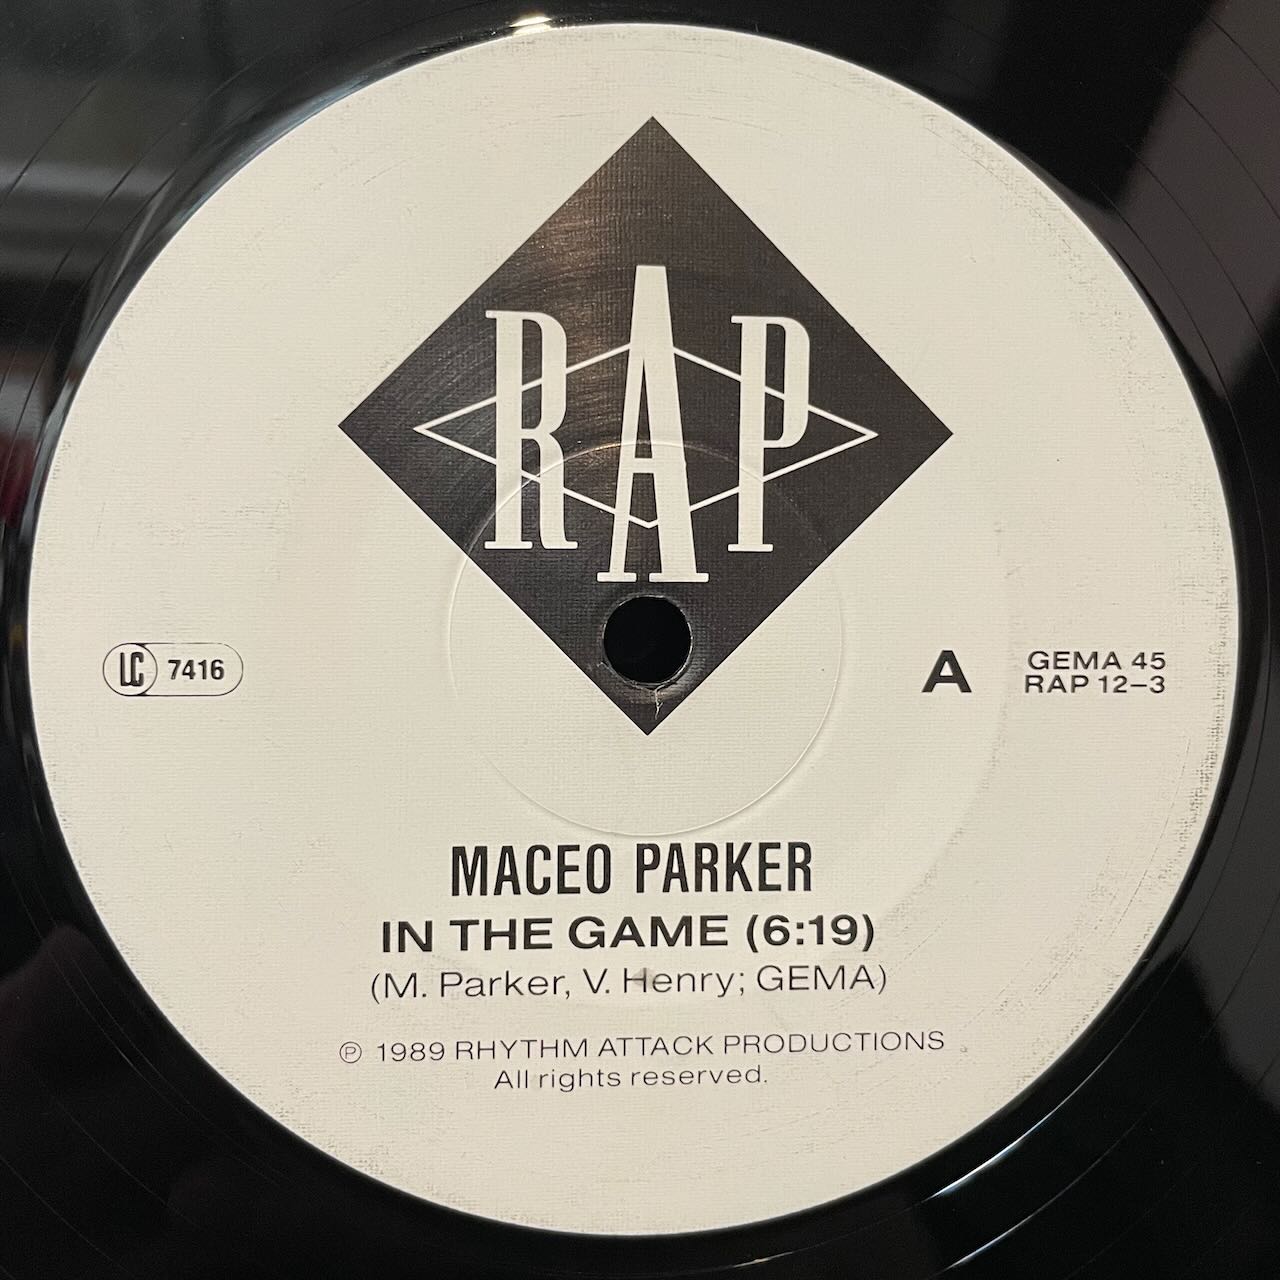 RAP
LC 7416
A
GEMA 45
RAP 12–3
MACEO PARKER
IN THE GAME (6:19)
(M. Parker, V. Henry; GEMA)
℗ 1989 RHYTHM ATTACK PRODUCTIONS
All rights reserved.